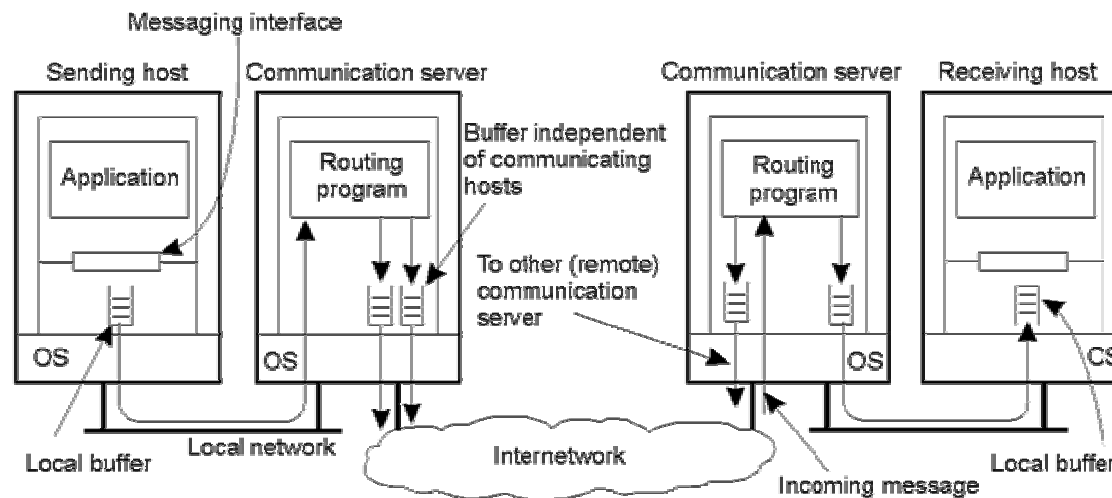 Messaging interface
Sending host
Communication server
Communication server
Receiving host
Application
Routing
program
Buffer independent
of communicating
hosts
Routing
program
Application
To other (remote)
communication
server
OS
OS
OS
OS
Local network
Local buffer
Internetwork
Incoming message
Local buffer